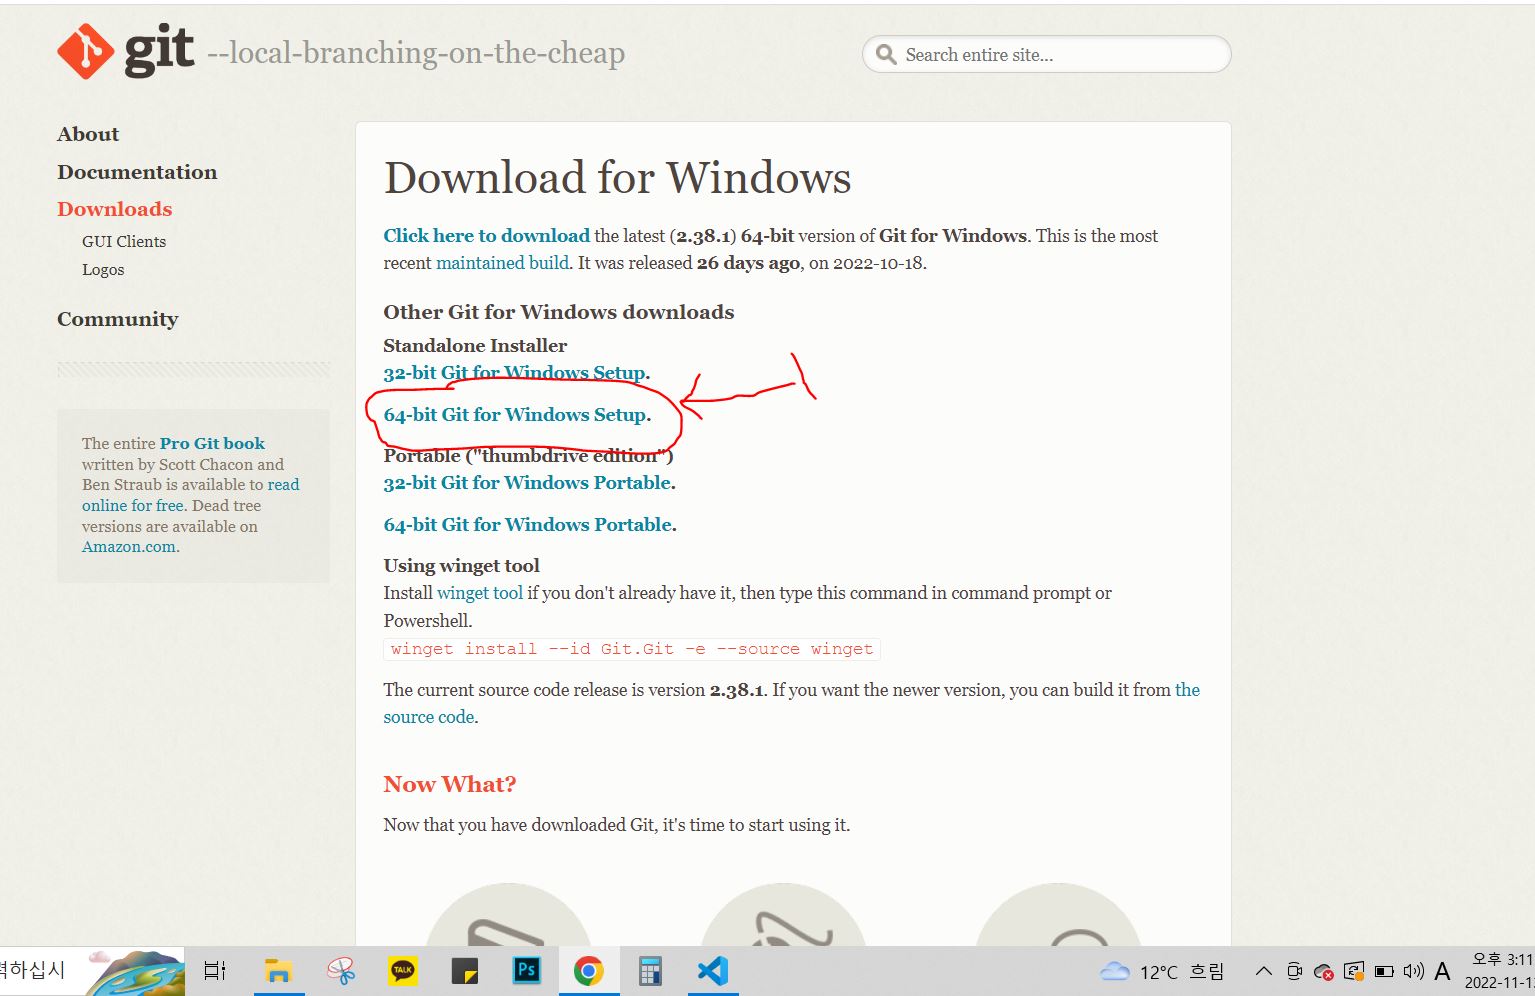 git --local-branching-on-the-cheap
Search entire site...
About
Documentation
Downloads
GUI Clients
Logos
Community
The entire Pro Git book
written by Scott Chacon and
Ben Straub is available to read
online for free. Dead tree
versions are available on
Amazon.com.
Download for Windows
Click here to download the latest (2.38.1) 64-bit version of Git for Windows. This is the most
recent maintained build. It was released 26 days ago, on 2022-10-18.
Other Git for Windows downloads
Standalone Installer
32-bit Git for Windows Setup.
64-bit Git for Windows Setup.
Portable ("thumbdrive edition")
32-bit Git for Windows Portable.
64-bit Git for Windows Portable.
Using winget tool
Install winget tool if you don't already have it, then type this command in command prompt or
Powershell.
winget install --id Git.Git -e --source winget
The current source code release is version 2.38.1. If you want the newer version, you can build it from the
source code.
Now What?
Now that you have downloaded Git, it's time to start using it.
하십시
TALK
Ps
12°C 흐림
A
오후 3:11
2022-11-1